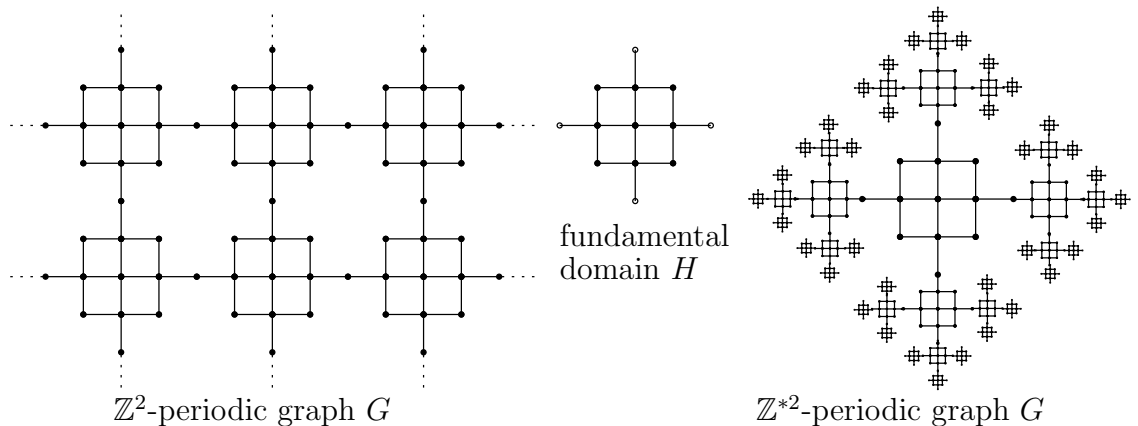 fundamental
domain H
ℤ²-periodic graph G
ℤ*²-periodic graph G